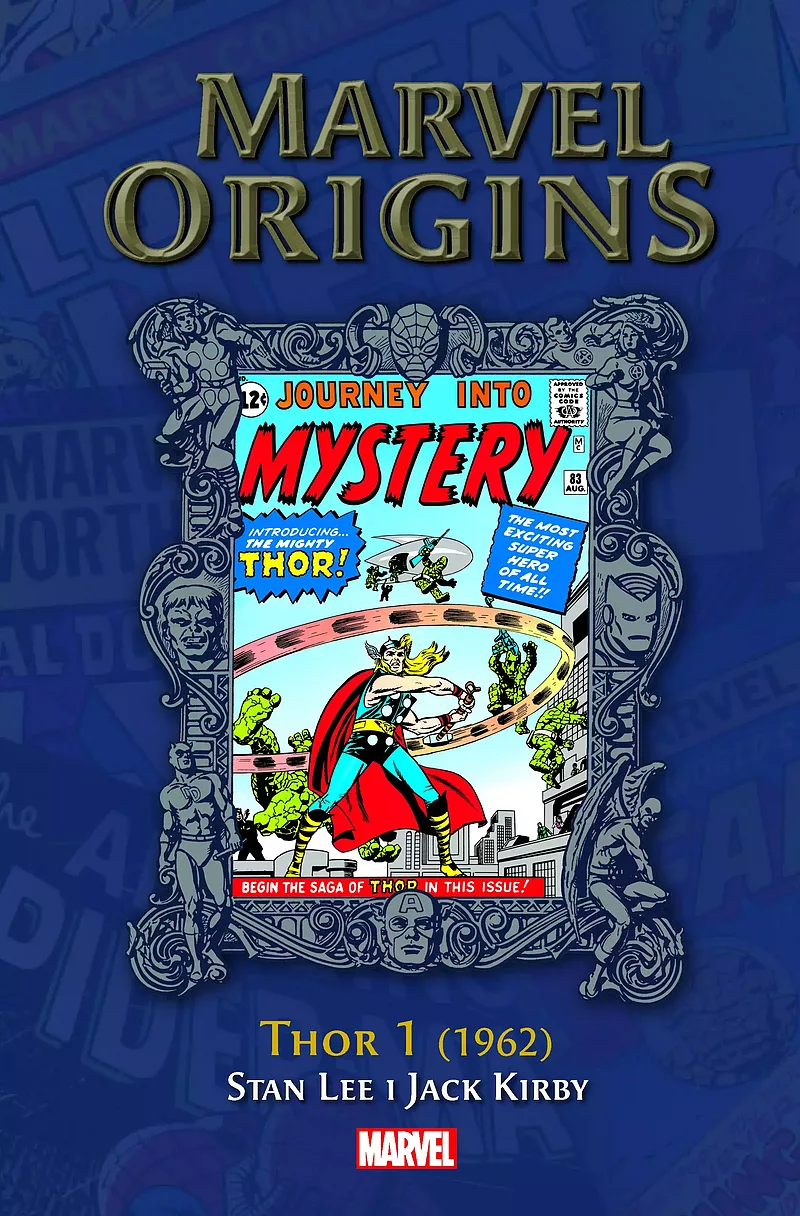 MARVEL
ORIGINS
12¢
JOURNEY INTO
MYSTERY
APPROVED
BY THE
COMICS
CODE
AUTHORITY
MC
83
AUG.
INTRODUCING...
THE MIGHTY
THOR!
THE MOST
EXCITING
SUPER
HERO
OF ALL
TIME!!
BEGIN THE SAGA OF THOR IN THIS ISSUE!
THOR 1 (1962)
STAN LEE I JACK KIRBY
MARVEL